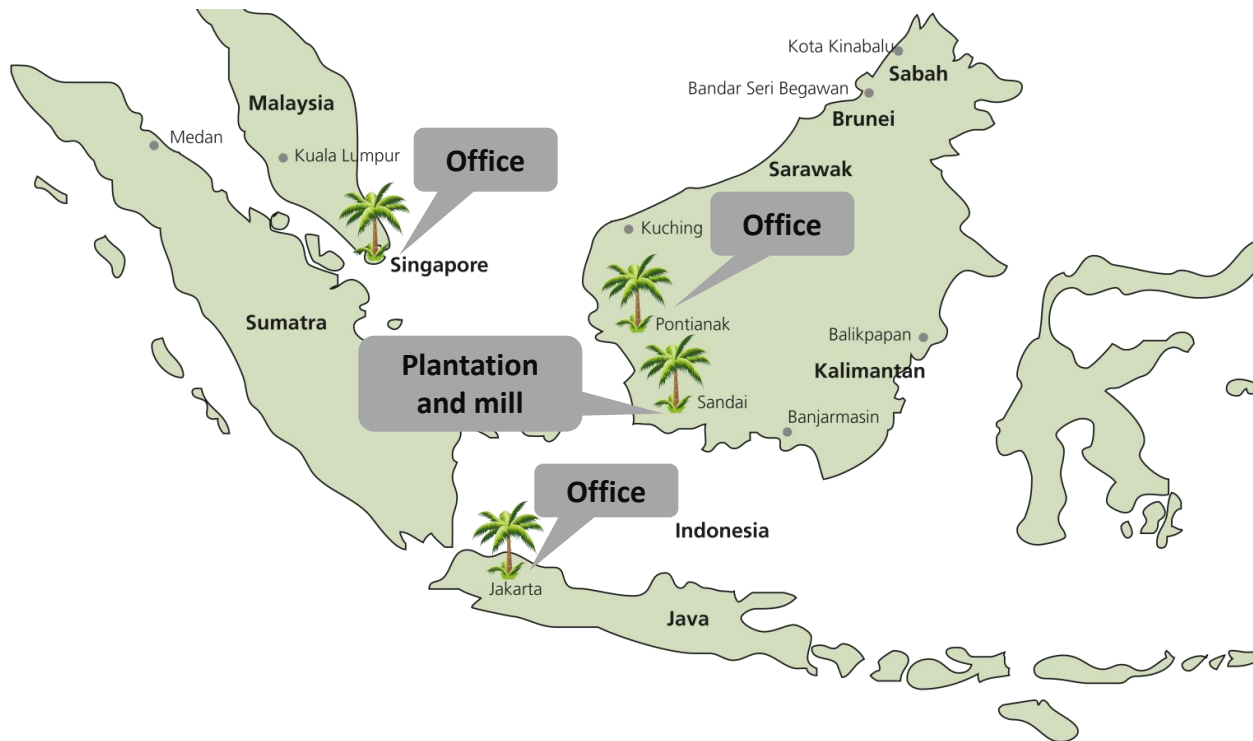 Kota Kinabalu
Sabah
Bandar Seri Begawan
Brunei
Malaysia
Medan
Kuala Lumpur
Office
Sarawak
Kuching
Office
Singapore
Sumatra
Pontianak
Balikpapan
Plantation
and mill
Kalimantan
Sandai
Banjarmasin
Office
Indonesia
Jakarta
Java